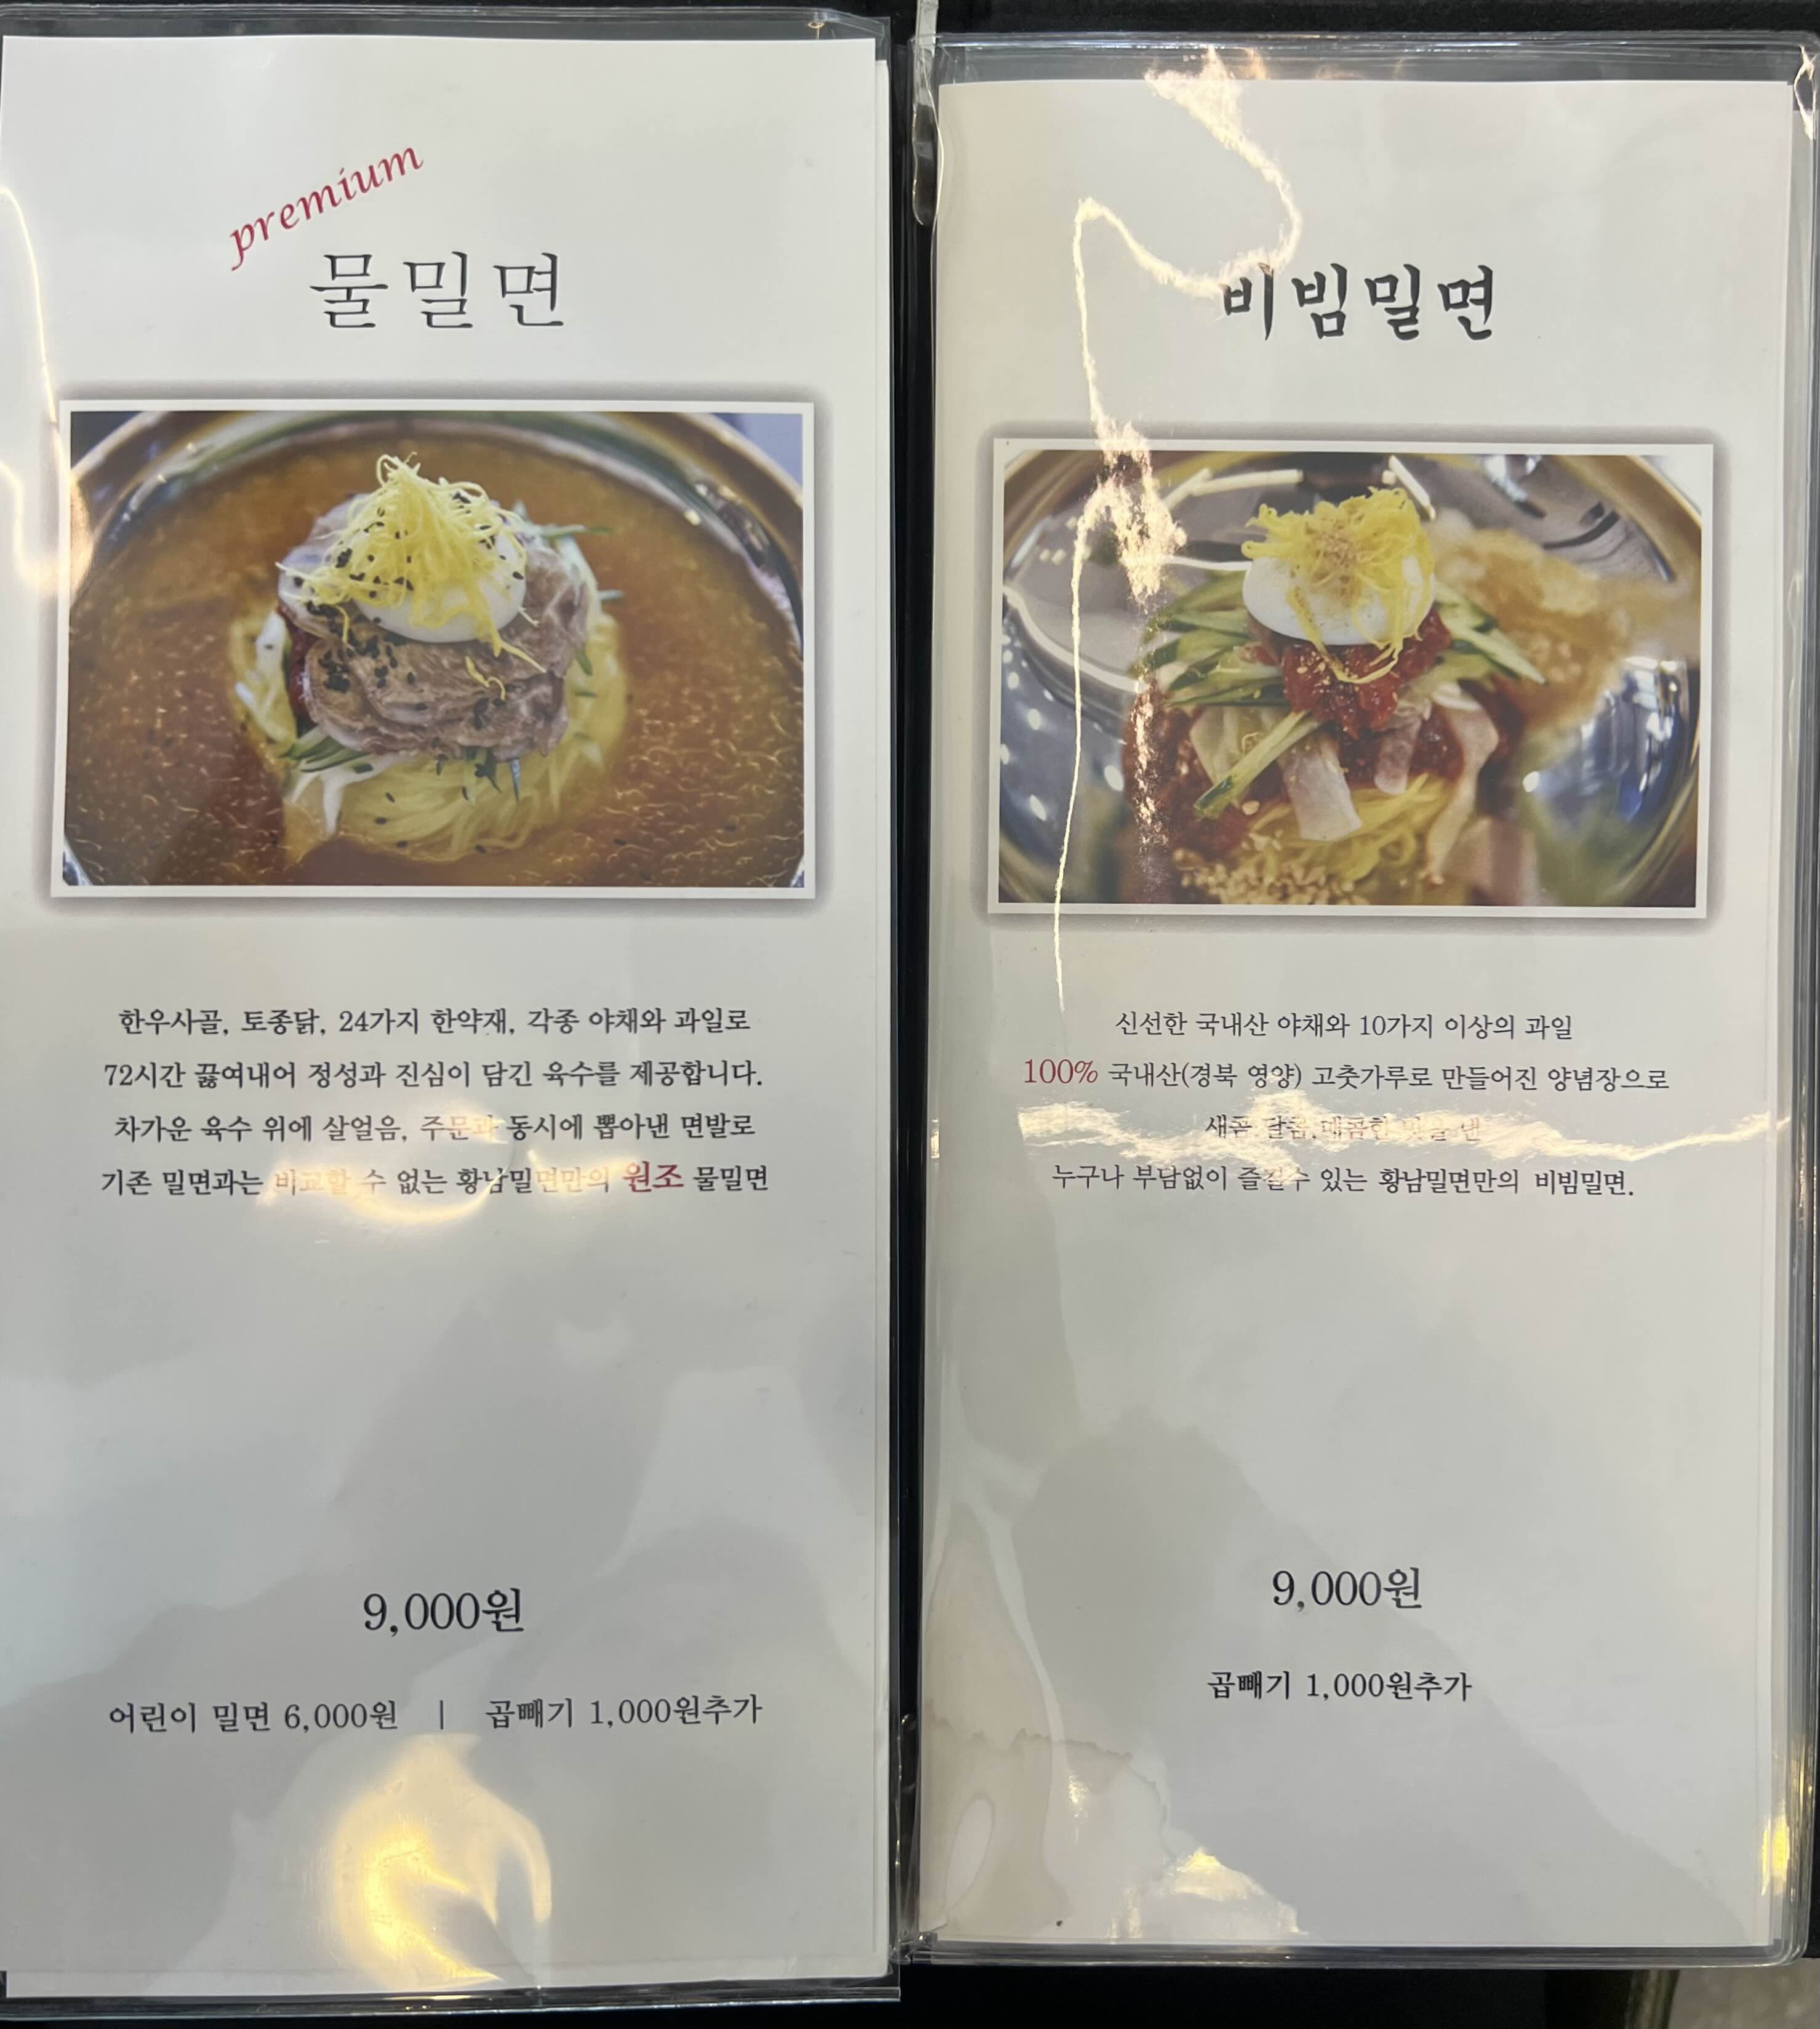 premium
물밀면
한우사골, 토종닭, 24가지 한약재, 각종 야채와 과일로
72시간 끓여내어 정성과 진심이 담긴 육수를 제공합니다.
차가운 육수 위에 살얼음, 주문과 동시에 뽑아낸 면발로
기존 밀면과는 비교할 수 없는 황남밀면만의 원조 물밀면
9,000원
어린이 밀면 6,000원 | 곱빼기 1,000원추가
비빔밀면
신선한 국내산 야채와 10가지 이상의 과일
100% 국내산(경북 영양) 고춧가루로 만들어진 양념장으로
새콤,달콤,매콤한 맛을 낸
누구나 부담없이 즐길수 있는 황남밀면만의 비빔밀면.
9,000원
곱빼기 1,000원추가